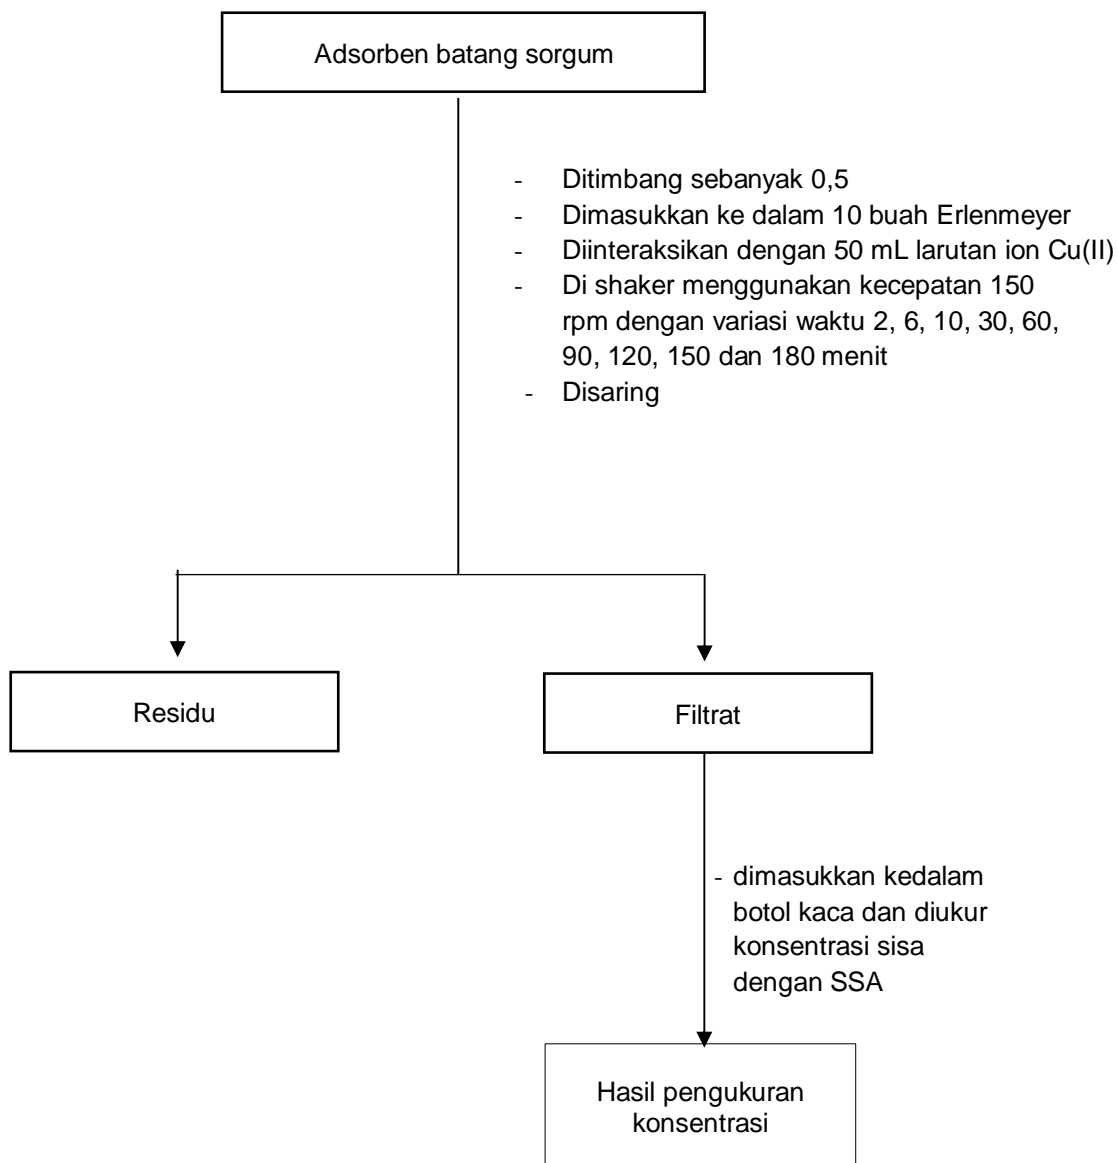 Adsorben batang sorgum
- Ditimbang sebanyak 0,5
- Dimasukkan ke dalam 10 buah Erlenmeyer
- Diinteraksikan dengan 50 mL larutan ion Cu(II)
- Di shaker menggunakan kecepatan 150
rpm dengan variasi waktu 2, 6, 10, 30, 60,
90, 120, 150 dan 180 menit
- Disaring
Residu
Filtrat
- dimasukkan kedalam
botol kaca dan diukur
konsentrasi sisa
dengan SSA
Hasil pengukuran
konsentrasi